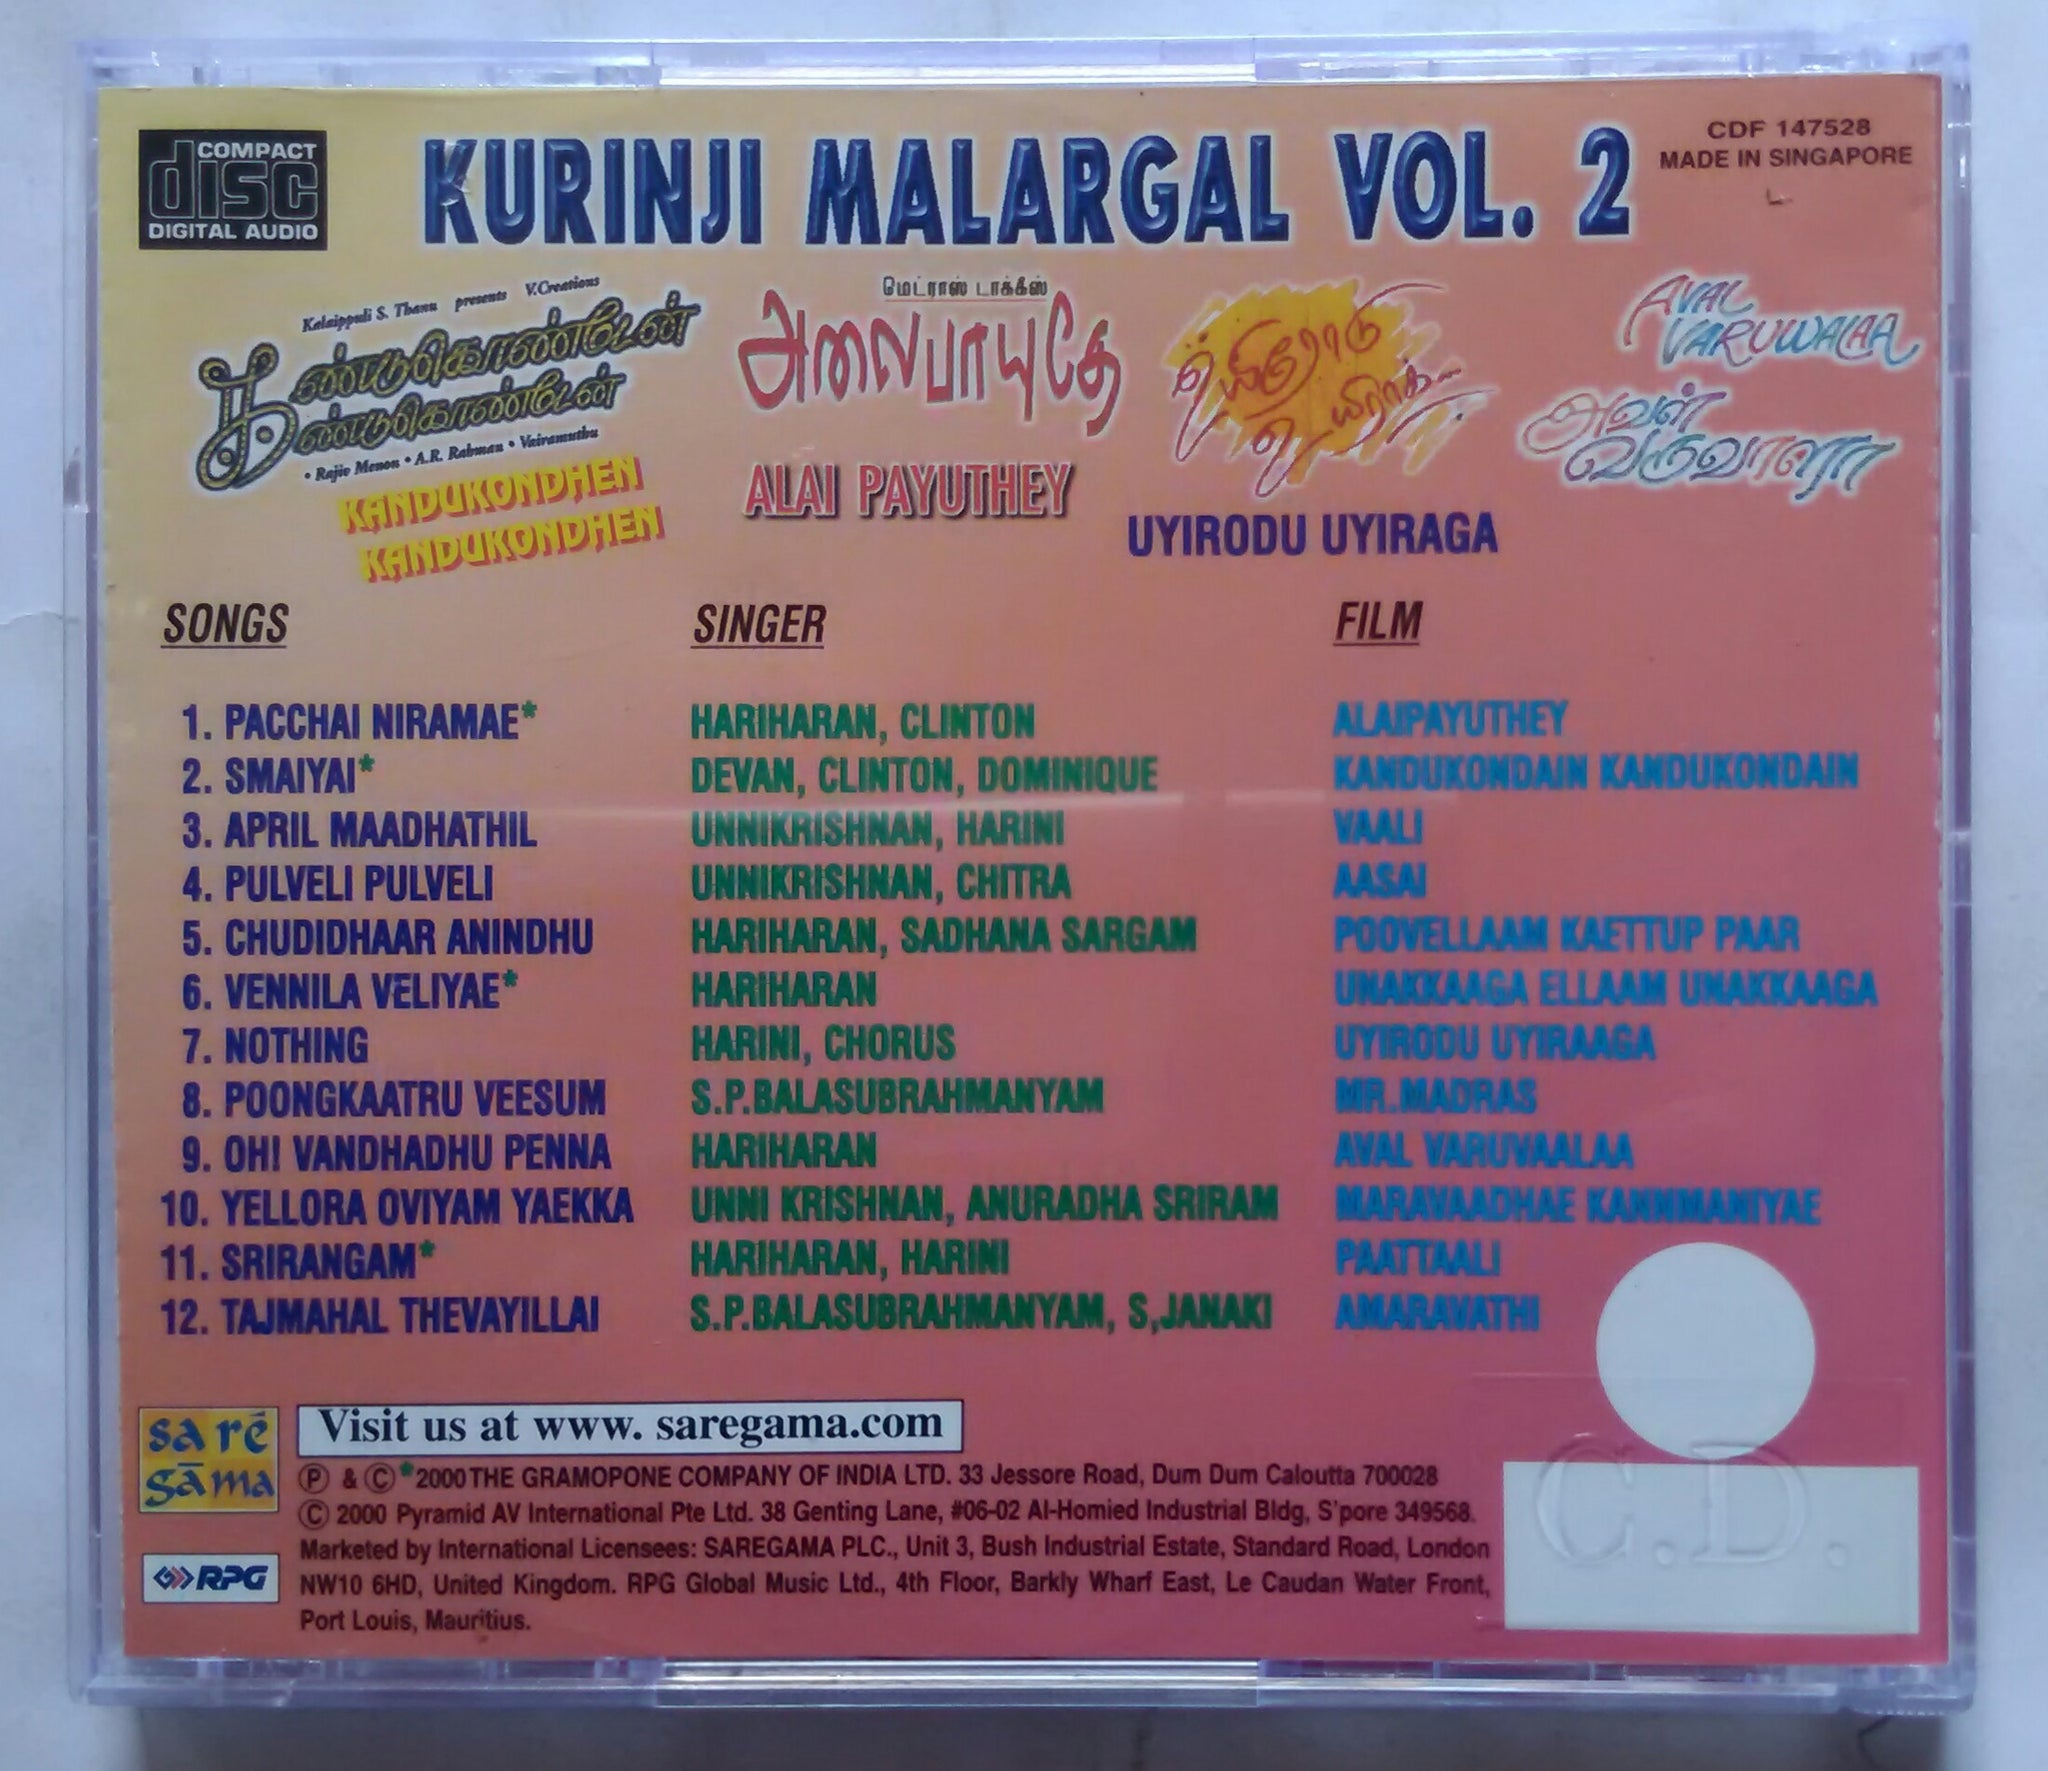 COMPACT
disc
DIGITAL AUDIO
KURINJI MALARGAL VOL. 2
CDF 147528
MADE IN SINGAPORE
Kalaippuli S. Thanu presents V.Creations
கண்டுகொண்டேன்
கண்டுகொண்டேன்
• Rajiv Menon • A.R. Rahman • Vairamuthu
KANDUKONDHEN
KANDUKONDHEN
மெட்ராஸ் டாக்கீஸ்
அலைபாயுதே
ALAI PAYUTHEY
உயிரோடு
உயிராக
UYIRODU UYIRAGA
AVAL
VARUWALAA
அவள்
வருவாளா
SONGS SINGER FILM
1. PACCHAI NIRAMAE* HARIHARAN, CLINTON ALAIPAYUTHEY
2. SMAIYAI* DEVAN, CLINTON, DOMINIQUE KANDUKONDAIN KANDUKONDAIN
3. APRIL MAADHATHIL UNNIKRISHNAN, HARINI VAALI
4. PULVELI PULVELI UNNIKRISHNAN, CHITRA AASAI
5. CHUDIDHAAR ANINDHU HARIHARAN, SADHANA SARGAM POOVELLAAM KAETTUP PAAR
6. VENNILA VELIYAE* HARIHARAN UNAKKAAGA ELLAAM UNAKKAAGA
7. NOTHING HARINI, CHORUS UYIRODU UYIRAAGA
8. POONGKAATRU VEESUM S.P.BALASUBRAHMANYAM MR.MADRAS
9. OH! VANDHADHU PENNA HARIHARAN AVAL VARUVAALAA
10. YELLORA OVIYAM YAEKKA UNNI KRISHNAN, ANURADHA SRIRAM MARAVAADHAE KANNMANIYAE
11. SRIRANGAM* HARIHARAN, HARINI PAATTAALI
12. TAJMAHAL THEVAYILLAI S.P.BALASUBRAHMANYAM, S,JANAKI AMARAVATHI
sa ré
gāma
Visit us at www. saregama.com
Ⓟ & Ⓒ *2000 THE GRAMOPONE COMPANY OF INDIA LTD. 33 Jessore Road, Dum Dum Caloutta 700028
Ⓒ 2000 Pyramid AV International Pte Ltd. 38 Genting Lane, #06-02 Al-Homied Industrial Bldg, S'pore 349568.
Marketed by International Licensees: SAREGAMA PLC., Unit 3, Bush Industrial Estate, Standard Road, London
NW10 6HD, United Kingdom. RPG Global Music Ltd., 4th Floor, Barkly Wharf East, Le Caudan Water Front,
Port Louis, Mauritius.
RPG
C.D.